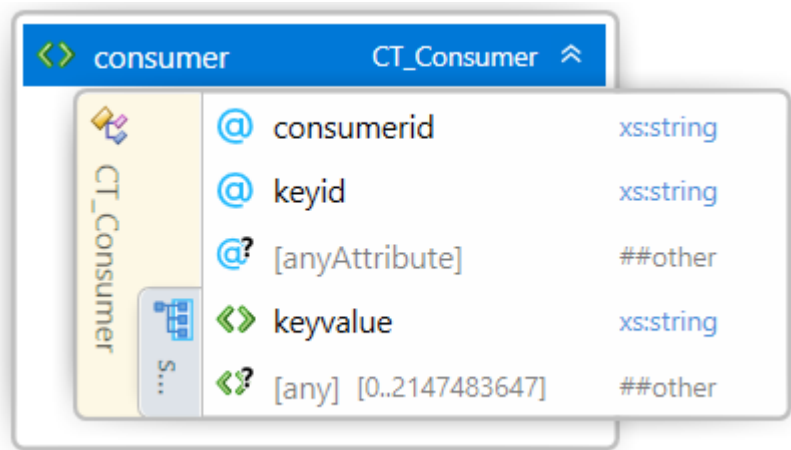 consumer CT_Consumer
CT_Consumer
consumerid xs:string
keyid xs:string
[anyAttribute] ##other
keyvalue xs:string
s...
[any] [0..2147483647] ##other